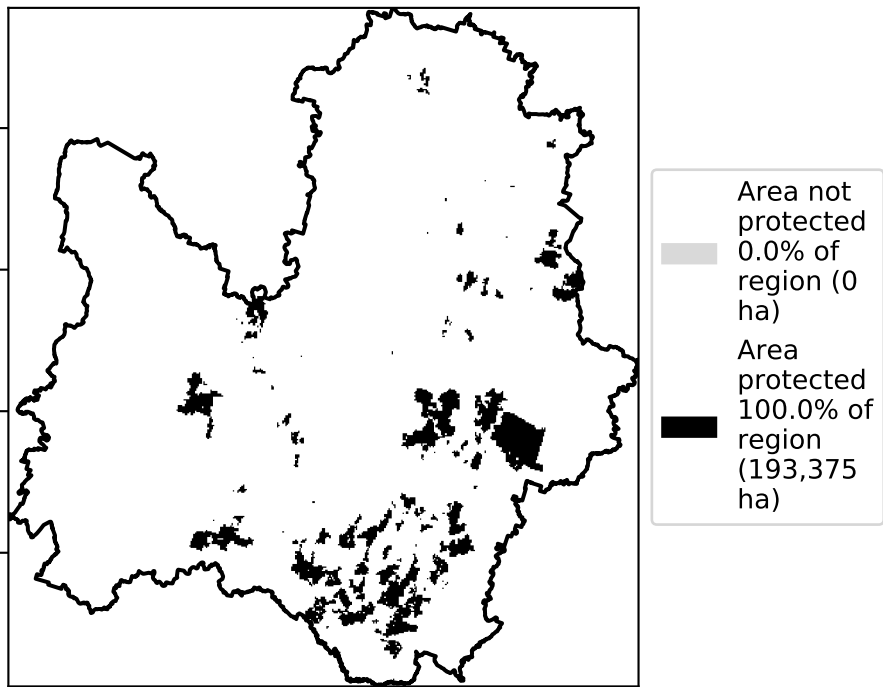 Area not
protected
0.0% of
region (0
ha)
Area
protected
100.0% of
region
(193,375
ha)